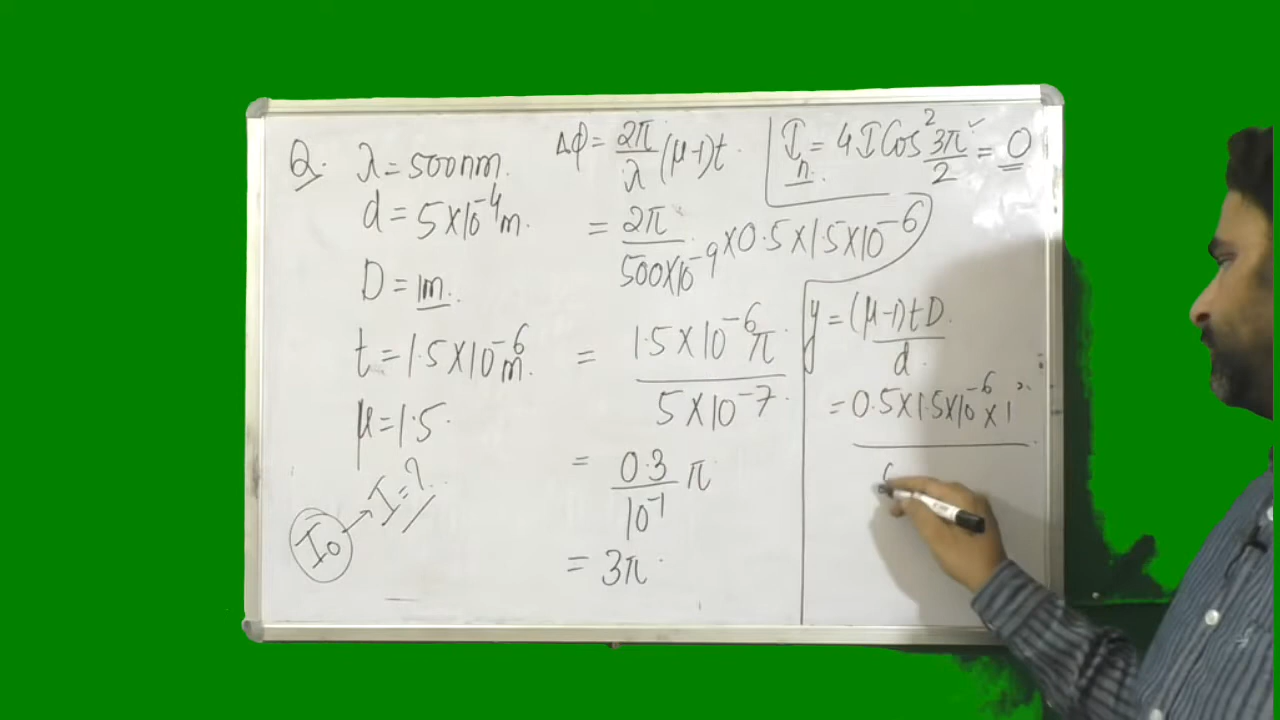 Q. λ = 500nm.
d = 5×10⁻⁴m.
D = 1m.
t = 1.5×10⁻⁶m.
μ = 1.5.
I₀ → I = ?
Δφ = 2π/λ (μ-1)t.
= 2π/500×10⁻⁹ × 0.5×1.5×10⁻⁶
= 1.5×10⁻⁶π/5×10⁻⁷.
= 0.3/10⁻¹ π
= 3π.
Iₙ = 4I Cos² 3π/2 = 0
y = (μ-1)tD/d.
= 0.5×1.5×10⁻⁶×1